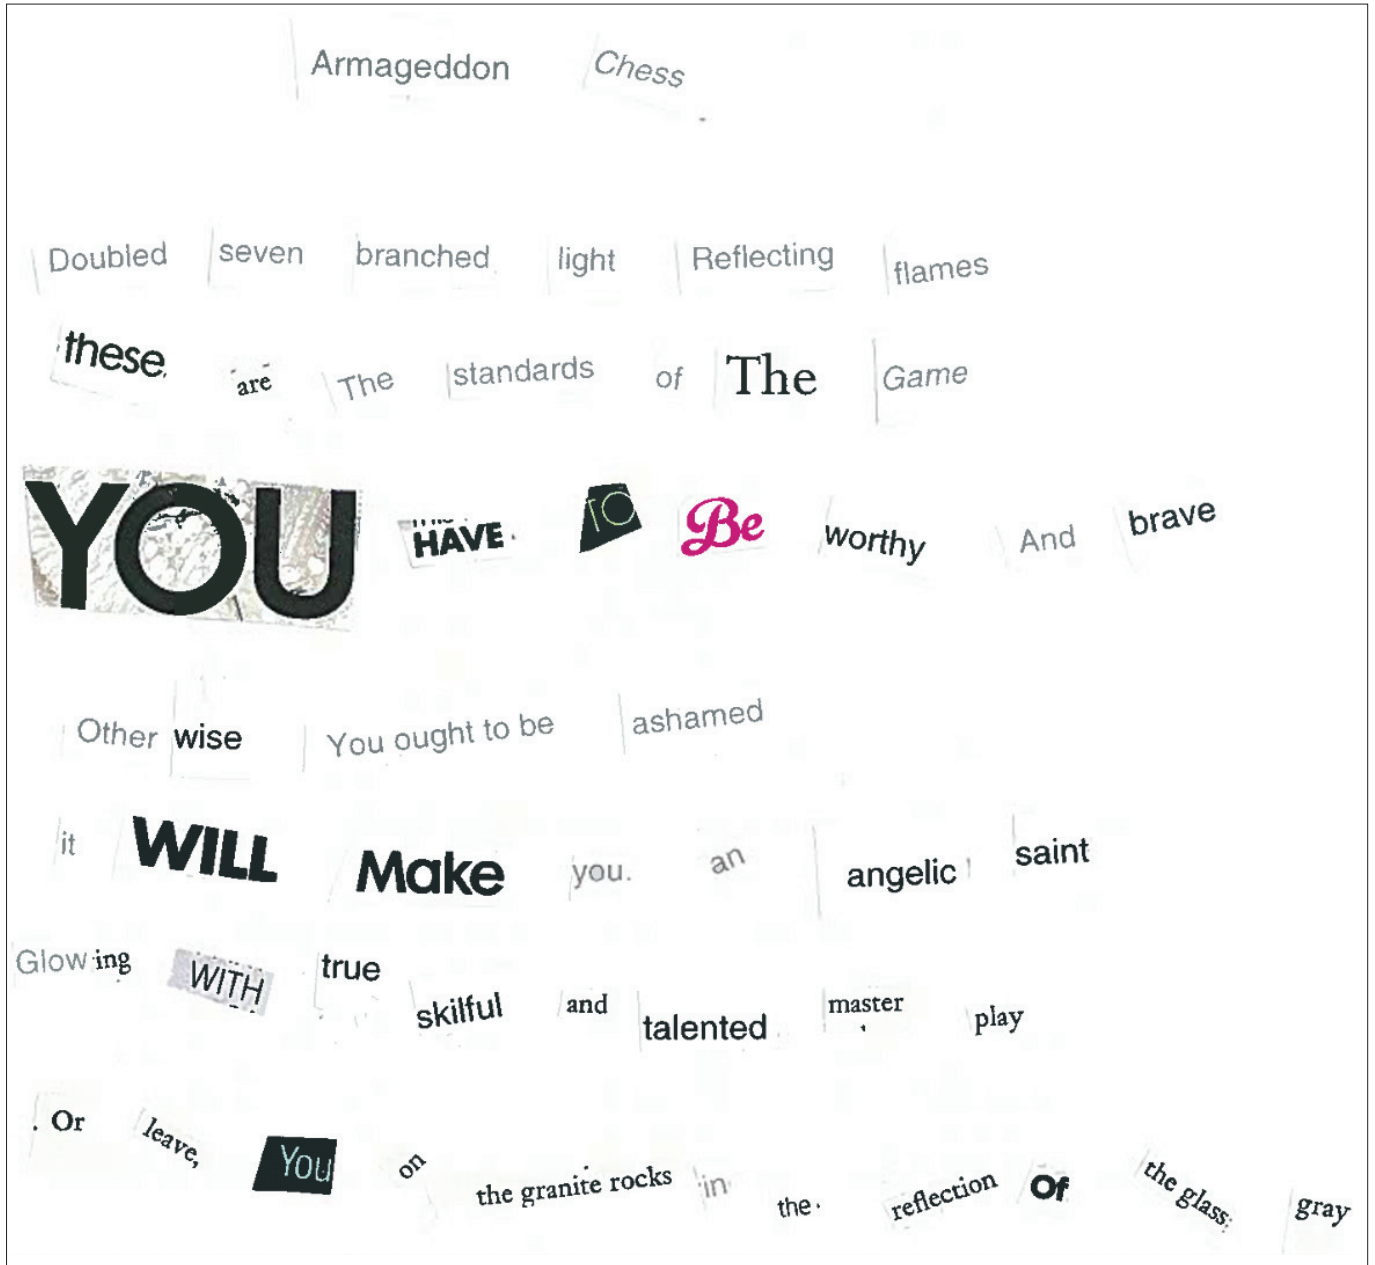 Armageddon Chess
Doubled seven branched light Reflecting flames
these are The standards of The Game
YOU HAVE TO Be worthy And brave
Other wise You ought to be ashamed
it WILL Make you. an angelic saint
Glowing WITH true skilful and talented master play
. Or leave, You on the granite rocks in the. reflection Of the glass. gray